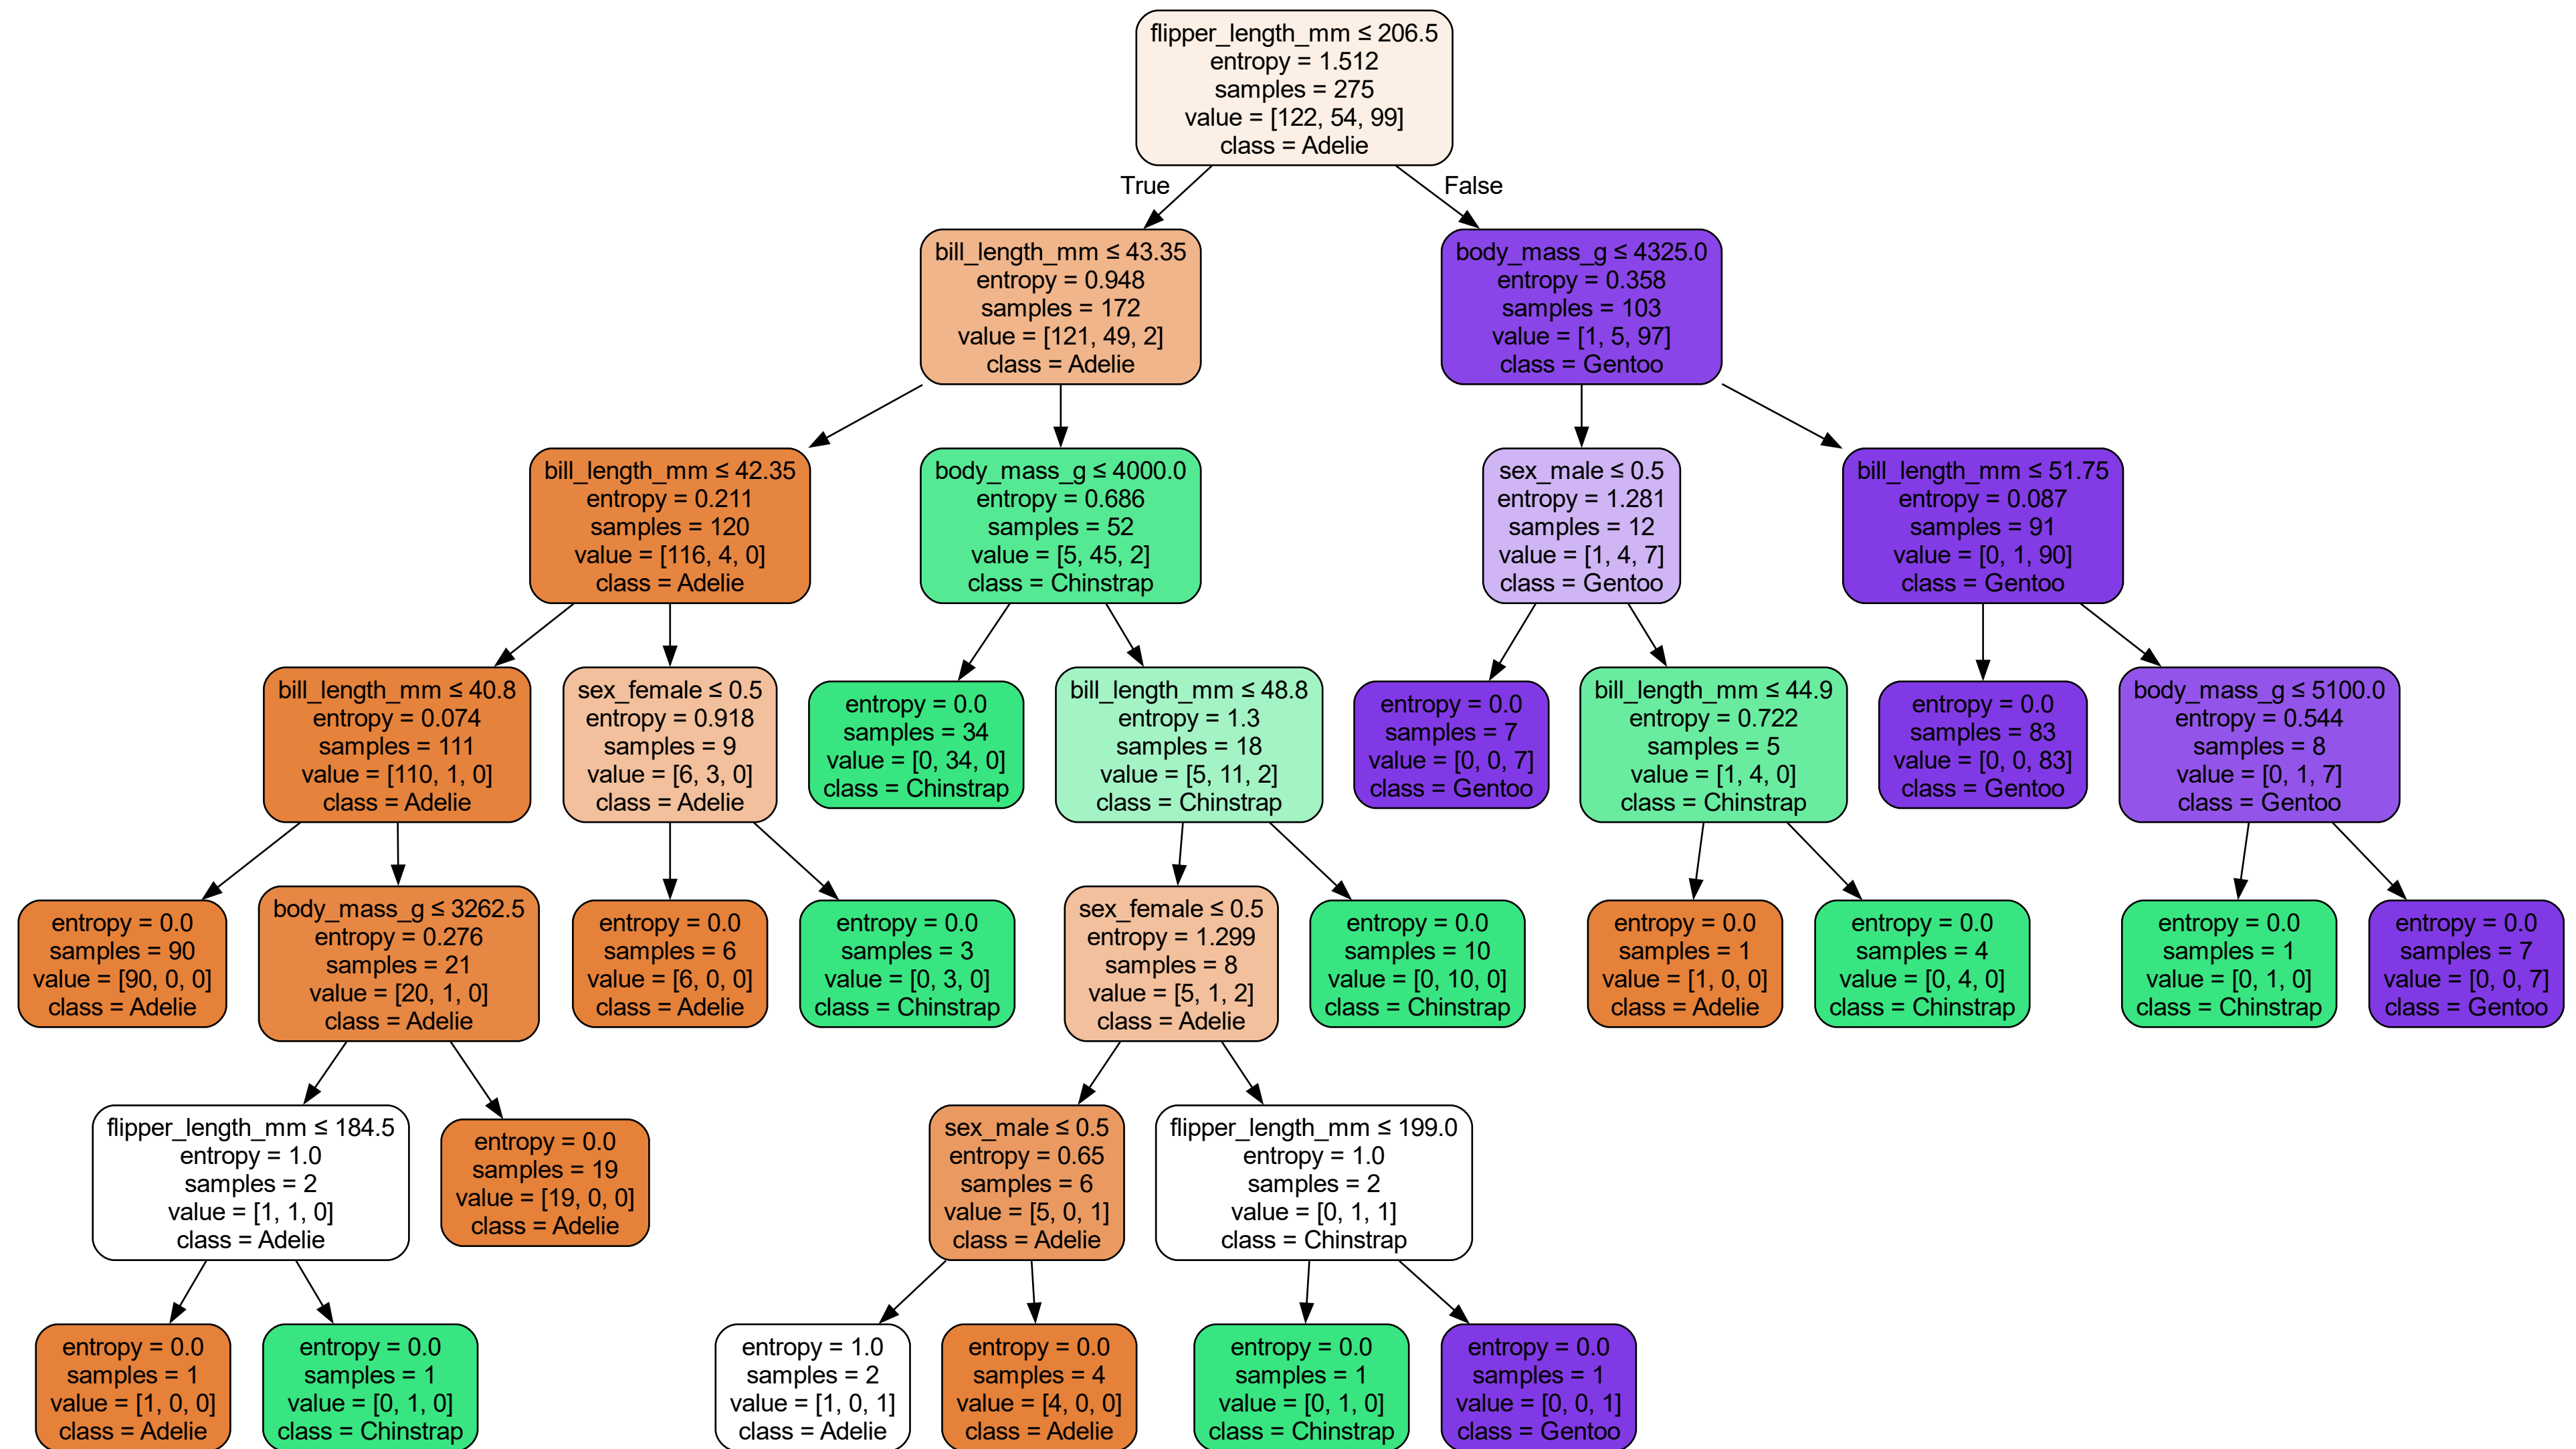 flipper_length_mm ≤ 206.5
entropy = 1.512
samples = 275
value = [122, 54, 99]
class = Adelie
True
False
bill_length_mm ≤ 43.35
entropy = 0.948
samples = 172
value = [121, 49, 2]
class = Adelie
body_mass_g ≤ 4325.0
entropy = 0.358
samples = 103
value = [1, 5, 97]
class = Gentoo
bill_length_mm ≤ 42.35
entropy = 0.211
samples = 120
value = [116, 4, 0]
class = Adelie
body_mass_g ≤ 4000.0
entropy = 0.686
samples = 52
value = [5, 45, 2]
class = Chinstrap
sex_male ≤ 0.5
entropy = 1.281
samples = 12
value = [1, 4, 7]
class = Gentoo
bill_length_mm ≤ 51.75
entropy = 0.087
samples = 91
value = [0, 1, 90]
class = Gentoo
bill_length_mm ≤ 40.8
entropy = 0.074
samples = 111
value = [110, 1, 0]
class = Adelie
sex_female ≤ 0.5
entropy = 0.918
samples = 9
value = [6, 3, 0]
class = Adelie
entropy = 0.0
samples = 34
value = [0, 34, 0]
class = Chinstrap
bill_length_mm ≤ 48.8
entropy = 1.3
samples = 18
value = [5, 11, 2]
class = Chinstrap
entropy = 0.0
samples = 7
value = [0, 0, 7]
class = Gentoo
bill_length_mm ≤ 44.9
entropy = 0.722
samples = 5
value = [1, 4, 0]
class = Chinstrap
entropy = 0.0
samples = 83
value = [0, 0, 83]
class = Gentoo
body_mass_g ≤ 5100.0
entropy = 0.544
samples = 8
value = [0, 1, 7]
class = Gentoo
entropy = 0.0
samples = 90
value = [90, 0, 0]
class = Adelie
body_mass_g ≤ 3262.5
entropy = 0.276
samples = 21
value = [20, 1, 0]
class = Adelie
entropy = 0.0
samples = 6
value = [6, 0, 0]
class = Adelie
entropy = 0.0
samples = 3
value = [0, 3, 0]
class = Chinstrap
sex_female ≤ 0.5
entropy = 1.299
samples = 8
value = [5, 1, 2]
class = Adelie
entropy = 0.0
samples = 10
value = [0, 10, 0]
class = Chinstrap
entropy = 0.0
samples = 1
value = [1, 0, 0]
class = Adelie
entropy = 0.0
samples = 4
value = [0, 4, 0]
class = Chinstrap
entropy = 0.0
samples = 1
value = [0, 1, 0]
class = Chinstrap
entropy = 0.0
samples = 7
value = [0, 0, 7]
class = Gentoo
flipper_length_mm ≤ 184.5
entropy = 1.0
samples = 2
value = [1, 1, 0]
class = Adelie
entropy = 0.0
samples = 19
value = [19, 0, 0]
class = Adelie
sex_male ≤ 0.5
entropy = 0.65
samples = 6
value = [5, 0, 1]
class = Adelie
flipper_length_mm ≤ 199.0
entropy = 1.0
samples = 2
value = [0, 1, 1]
class = Chinstrap
entropy = 0.0
samples = 1
value = [1, 0, 0]
class = Adelie
entropy = 0.0
samples = 1
value = [0, 1, 0]
class = Chinstrap
entropy = 1.0
samples = 2
value = [1, 0, 1]
class = Adelie
entropy = 0.0
samples = 4
value = [4, 0, 0]
class = Adelie
entropy = 0.0
samples = 1
value = [0, 1, 0]
class = Chinstrap
entropy = 0.0
samples = 1
value = [0, 0, 1]
class = Gentoo